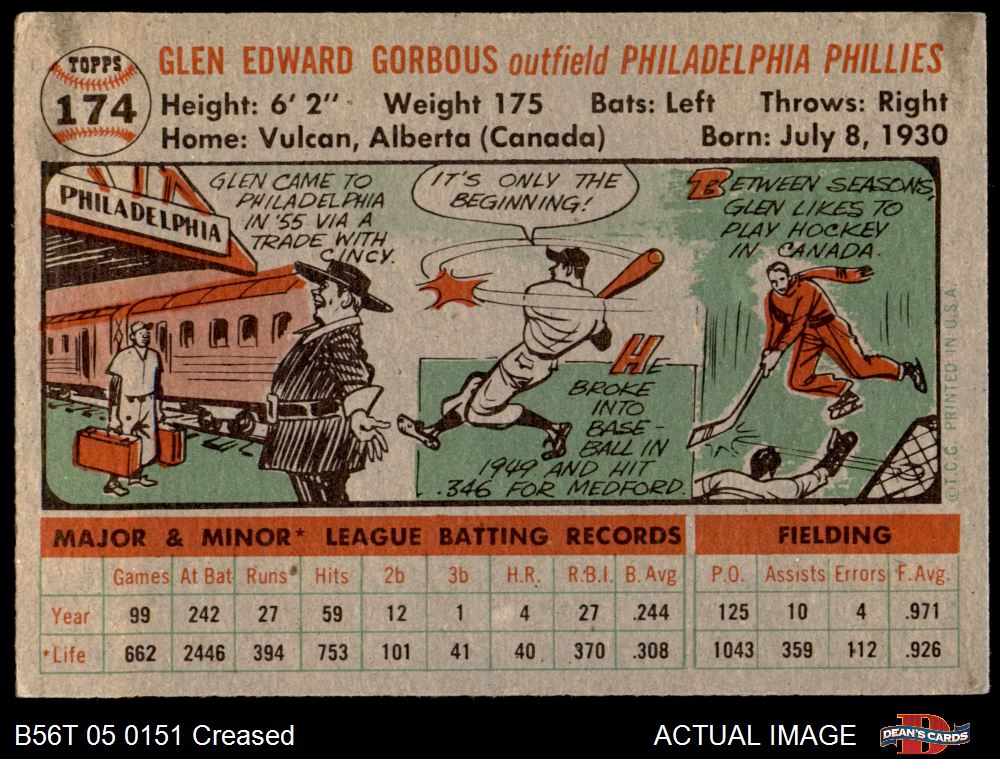 TOPPS
174
GLEN EDWARD GORBOUS outfield PHILADELPHIA PHILLIES
Height: 6' 2" Weight 175 Bats: Left Throws: Right
Home: Vulcan, Alberta (Canada) Born: July 8, 1930
PHILADELPHIA
GLEN CAME TO
PHILADELPHIA
IN '55 VIA A
TRADE WITH
CINCY.
IT'S ONLY THE
BEGINNING!
HE
BROKE
INTO
BASE-
BALL IN
1949 AND HIT
.346 FOR MEDFORD.
BETWEEN SEASONS,
GLEN LIKES TO
PLAY HOCKEY
IN CANADA.
© T.C.G. PRINTED IN U.S.A.
MAJOR & MINOR* LEAGUE BATTING RECORDS FIELDING
Games At Bat Runs* Hits 2b 3b H.R. R.B.I. B. Avg P.O. Assists Errors F. Avg.
Year 99 242 27 59 12 1 4 27 .244 125 10 4 .971
*Life 662 2446 394 753 101 41 40 370 .308 1043 359 112 .926
B56T 05 0151 Creased ACTUAL IMAGE
D
DEAN'S CARDS